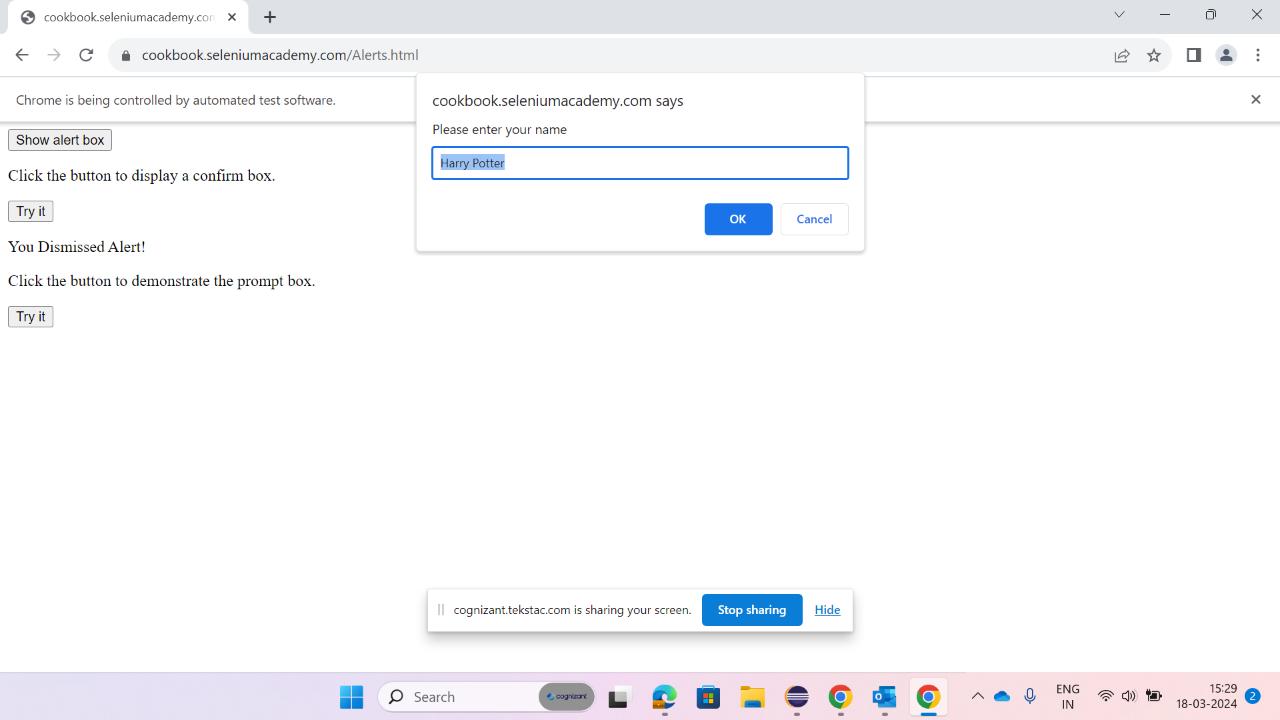 cookbook.seleniumacademy.com
cookbook.seleniumacademy.com/Alerts.html
Chrome is being controlled by automated test software.
cookbook.seleniumacademy.com says
Please enter your name
Harry Potter
OK
Cancel
Show alert box
Click the button to display a confirm box.
Try it
You Dismissed Alert!
Click the button to demonstrate the prompt box.
Try it
cognizant.tekstac.com is sharing your screen.
Stop sharing
Hide
Search
cognizant
ENG
IN
15:29
18-03-2024
2